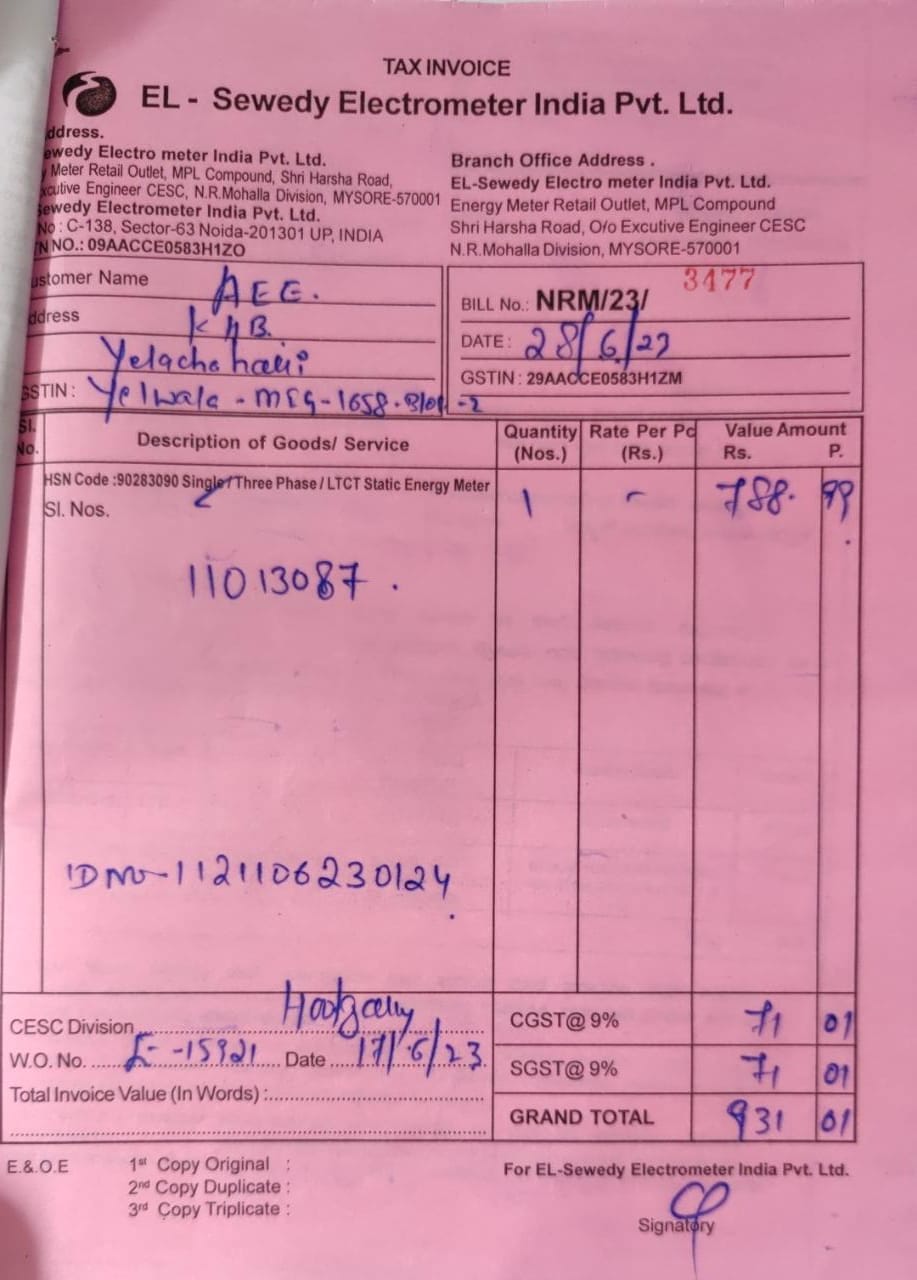 TAX INVOICE
EL - Sewedy Electrometer India Pvt. Ltd.
ddress.
ewedy Electro meter India Pvt. Ltd.
Meter Retail Outlet, MPL Compound, Shri Harsha Road,
xcutive Engineer CESC, N.R.Mohalla Division, MYSORE-570001
Sewedy Electrometer India Pvt. Ltd.
No : C-138, Sector-63 Noida-201301 UP, INDIA
TN NO.: 09AACCE0583H1ZO
Branch Office Address .
EL-Sewedy Electro meter India Pvt. Ltd.
Energy Meter Retail Outlet, MPL Compound
Shri Harsha Road, O/o Excutive Engineer CESC
N.R.Mohalla Division, MYSORE-570001
ustomer Name AEE.
ddress KHB.
Yelachahalli
GSTIN : Yelwala - MIG-1658
-2
3477
BILL No.: NRM/23/
DATE : 28/6/23
GSTIN : 29AACCE0583H1ZM
Sl. No. Description of Goods/ Service Quantity (Nos.) Rate Per Pc (Rs.) Value Amount Rs. P.
HSN Code :90283090 Single / Three Phase / LTCT Static Energy Meter 1 - 788. 99
Sl. Nos.
11013087 .
IDNo-1121106230124
CESC Division Hootgally
W.O. No. E-15921 Date 17/6/23
Total Invoice Value (In Words) :
CGST@ 9% 71 01
SGST@ 9% 71 01
GRAND TOTAL 931 01
E.&.O.E
1st Copy Original :
2nd Copy Duplicate :
3rd Copy Triplicate :
For EL-Sewedy Electrometer India Pvt. Ltd.
Signatory